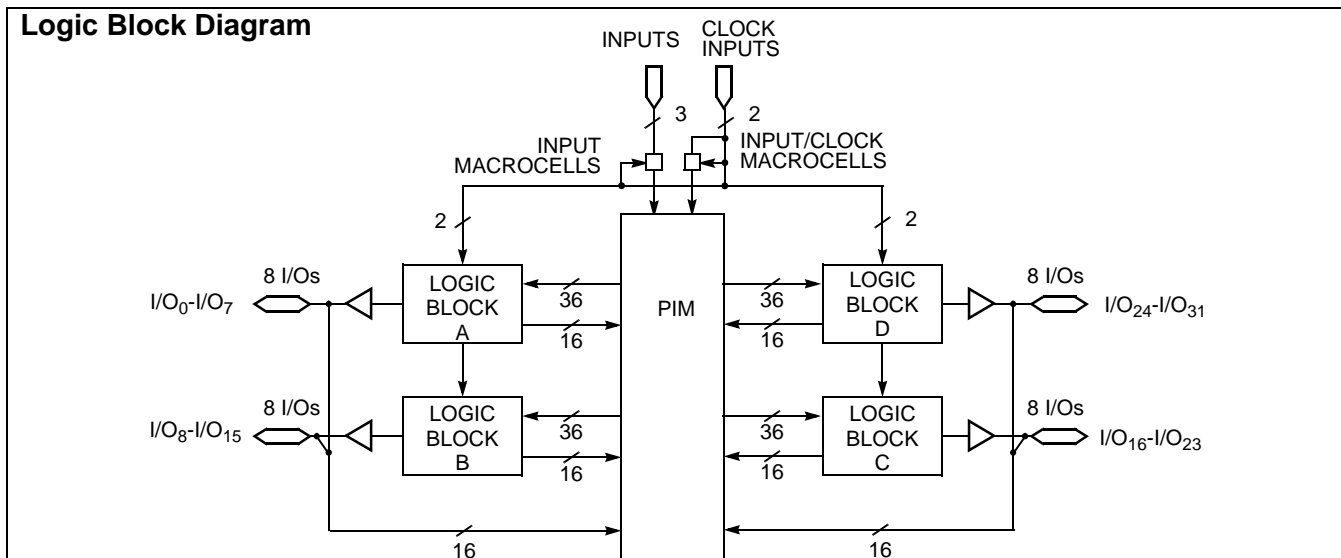 Logic Block Diagram
INPUTS
CLOCK
INPUTS
3
2
INPUT
MACROCELLS
INPUT/CLOCK
MACROCELLS
2
2
8 I/Os
I/O0-I/O7
LOGIC
BLOCK
A
36
16
PIM
36
16
LOGIC
BLOCK
D
8 I/Os
I/O24-I/O31
8 I/Os
I/O8-I/O15
LOGIC
BLOCK
B
36
16
36
16
LOGIC
BLOCK
C
8 I/Os
I/O16-I/O23
16
16